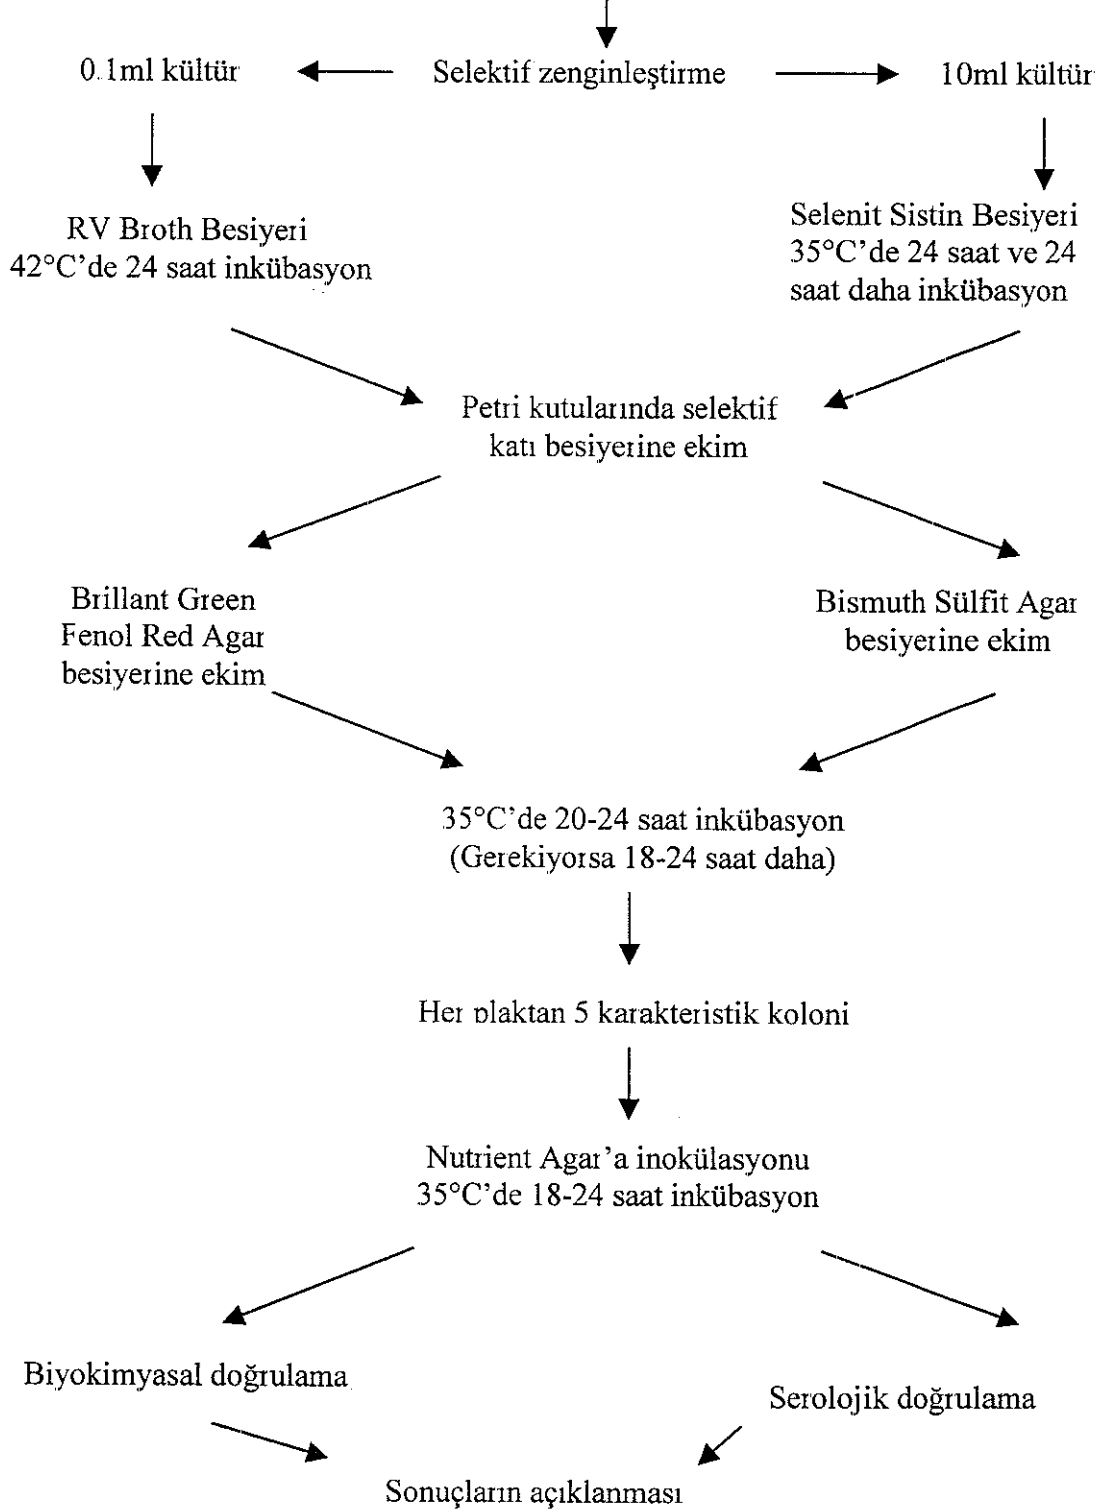 0.1ml kültür
Selektif zenginleştirme
10ml kültür
RV Broth Besiyeri
42°C'de 24 saat inkübasyon
Selenit Sistin Besiyeri
35°C'de 24 saat ve 24
saat daha inkübasyon
Petri kutularında selektif
katı besiyerine ekim
Brillant Green
Fenol Red Agar
besiyerine ekim
Bismuth Sülfit Agar
besiyerine ekim
35°C'de 20-24 saat inkübasyon
(Gerekiyorsa 18-24 saat daha)
Her plaktan 5 karakteristik koloni
Nutrient Agar'a inokülasyonu
35°C'de 18-24 saat inkübasyon
Biyokimyasal doğrulama
Serolojik doğrulama
Sonuçların açıklanması